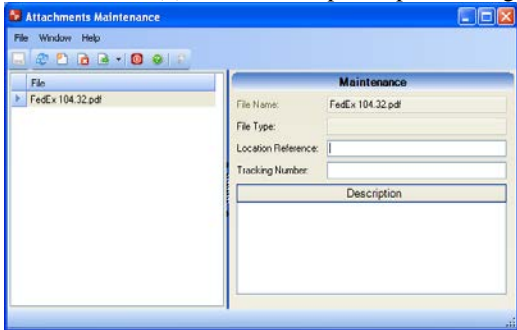 Attachments Maintenance
File Window Help
File
FedEx 104.32.pdf
Maintenance
File Name: FedEx 104.32.pdf
File Type:
Location Reference:
Tracking Number:
Description